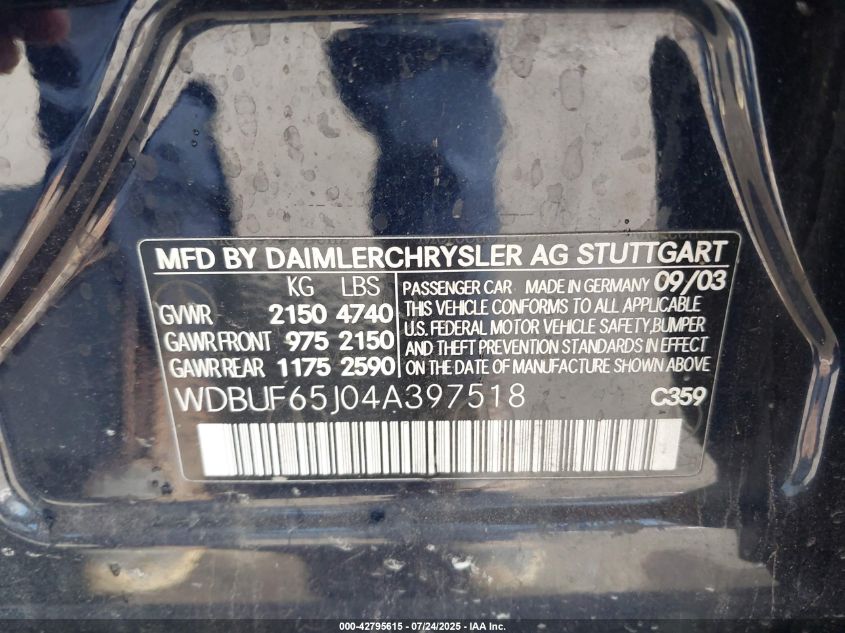 MFD BY DAIMLERCHRYSLER AG STUTTGART
KG LBS
GVWR 2150 4740
GAWR FRONT 975 2150
GAWR REAR 1175 2590
PASSENGER CAR MADE IN GERMANY 09/03
THIS VEHICLE CONFORMS TO ALL APPLICABLE
U.S. FEDERAL MOTOR VEHICLE SAFETY, BUMPER
AND THEFT PREVENTION STANDARDS IN EFFECT
ON THE DATE OF MANUFACTURE SHOWN ABOVE
WDBUF65J04A397518 C359
000-42795615 - 07/24/2025 - IAA Inc.